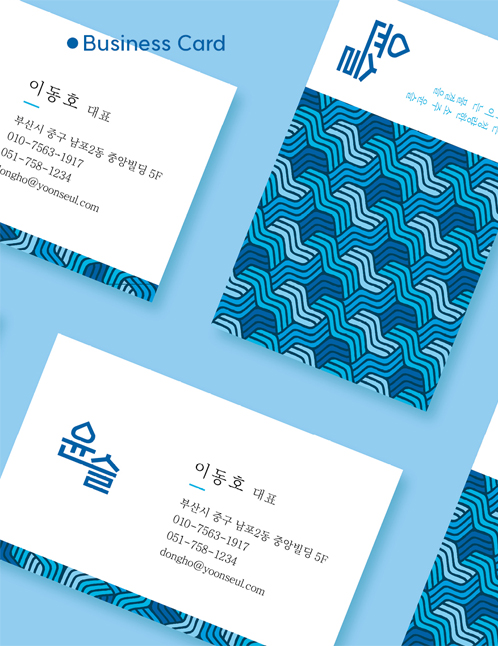 Business Card
이동호 대표
부산시 중구 남포2동 중앙빌딩 5F
010-7563-1917
051-758-1234
dongho@yoonseul.com
윤슬
윤슬
이동호 대표
부산시 중구 남포2동 중앙빌딩 5F
010-7563-1917
051-758-1234
dongho@yoonseul.com